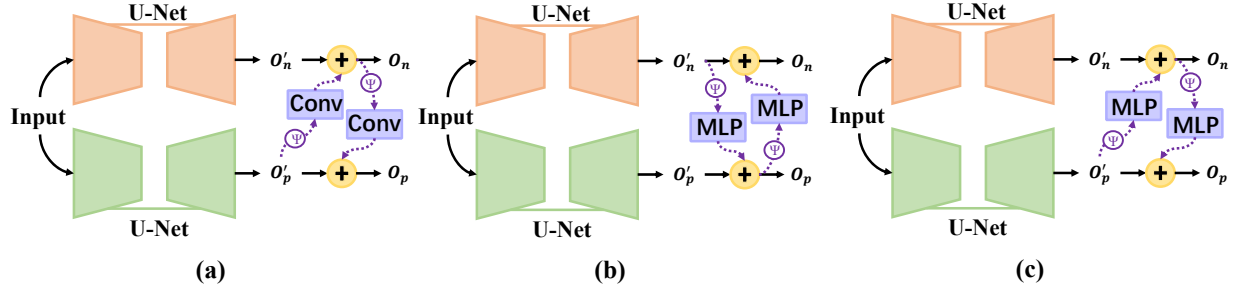 U-Net
Input
O'n
+
On
Ψ
Conv
Conv
Ψ
O'p
+
Op
U-Net
(a)
U-Net
Input
O'n
+
On
Ψ
MLP
MLP
Ψ
O'p
+
Op
U-Net
(b)
U-Net
Input
O'n
+
On
Ψ
MLP
MLP
Ψ
O'p
+
Op
U-Net
(c)